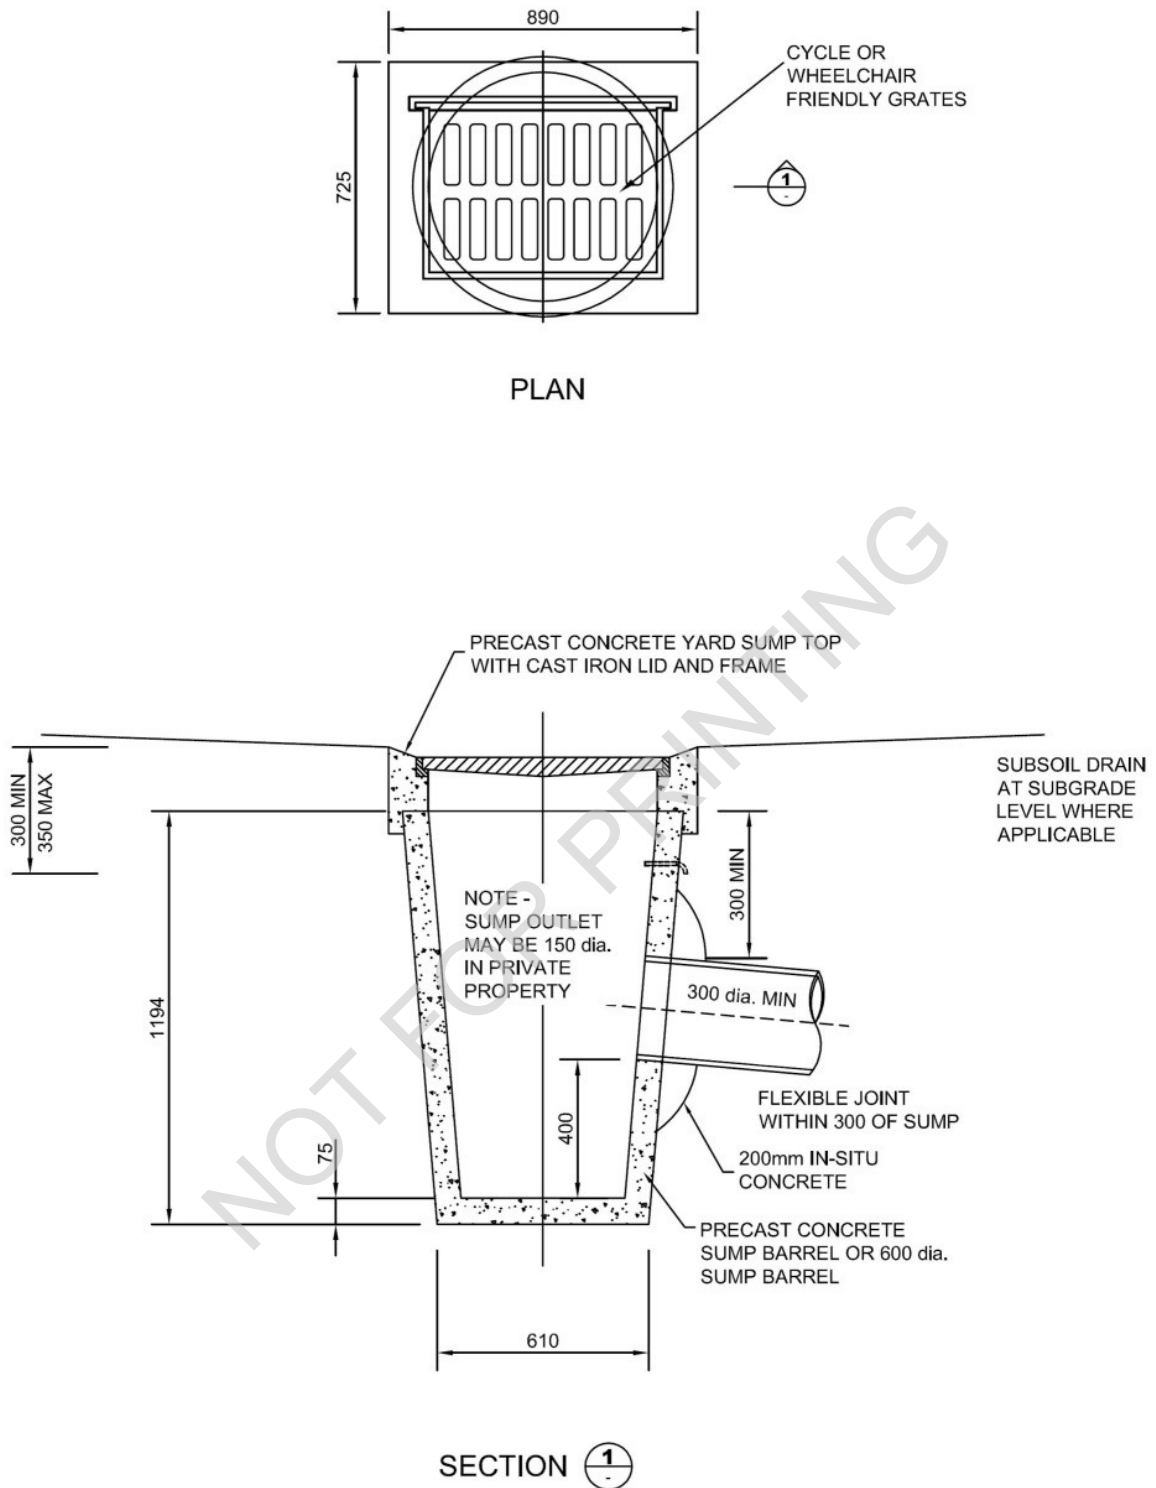 890
CYCLE OR
WHEELCHAIR
FRIENDLY GRATES
725
1
-
PLAN
PRECAST CONCRETE YARD SUMP TOP
WITH CAST IRON LID AND FRAME
300 MIN
350 MAX
SUBSOIL DRAIN
AT SUBGRADE
LEVEL WHERE
APPLICABLE
300 MIN
NOTE -
SUMP OUTLET
MAY BE 150 dia.
IN PRIVATE
PROPERTY
300 dia. MIN
1194
400
75
FLEXIBLE JOINT
WITHIN 300 OF SUMP
200mm IN-SITU
CONCRETE
PRECAST CONCRETE
SUMP BARREL OR 600 dia.
SUMP BARREL
610
SECTION 1
-
NOT FOR PRINTING